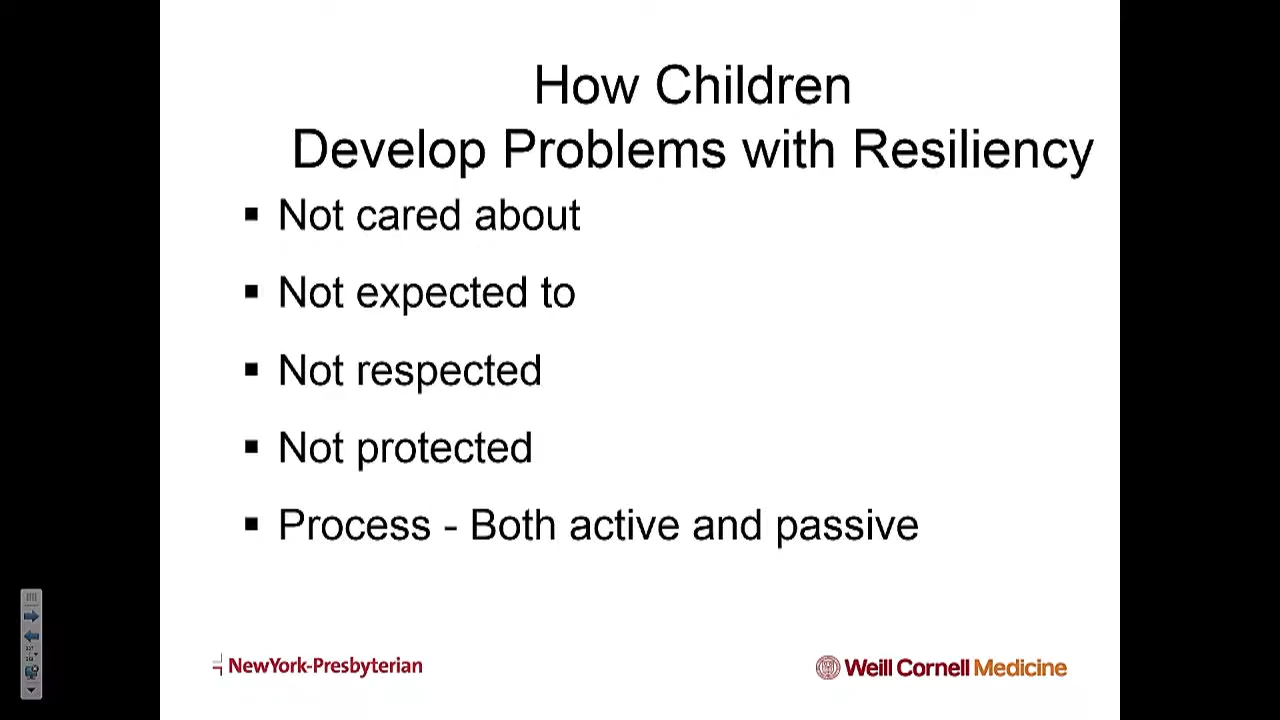 How Children
Develop Problems with Resiliency
▪ Not cared about
▪ Not expected to
▪ Not respected
▪ Not protected
▪ Process - Both active and passive
NewYork-Presbyterian
Weill Cornell Medicine